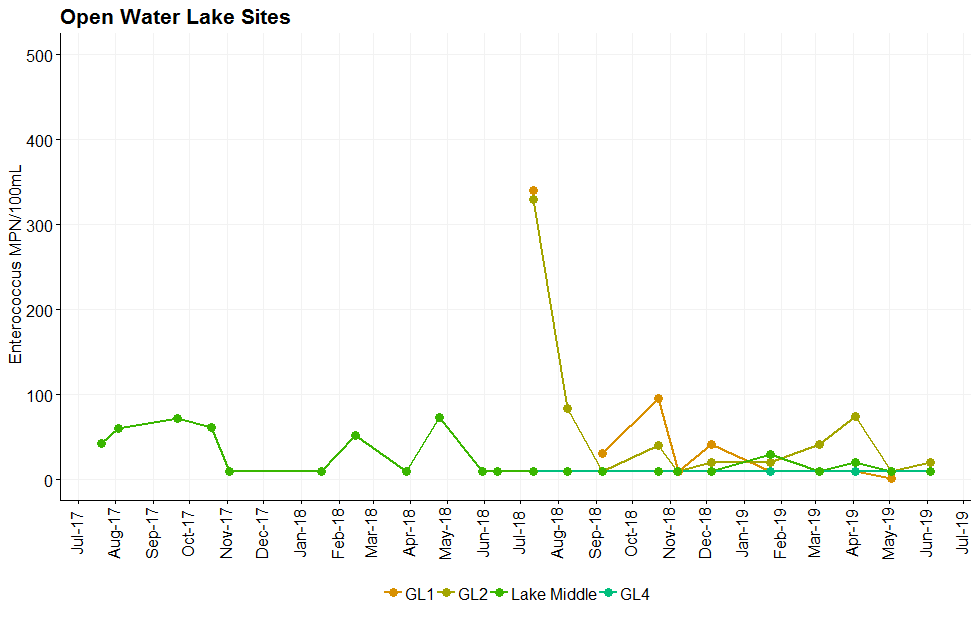 Open Water Lake Sites
Enterococcus MPN/100mL
500
400
300
200
100
0
Jul-17 Aug-17 Sep-17 Oct-17 Nov-17 Dec-17 Jan-18 Feb-18 Mar-18 Apr-18 May-18 Jun-18 Jul-18 Aug-18 Sep-18 Oct-18 Nov-18 Dec-18 Jan-19 Feb-19 Mar-19 Apr-19 May-19 Jun-19 Jul-19
GL1 GL2 Lake Middle GL4